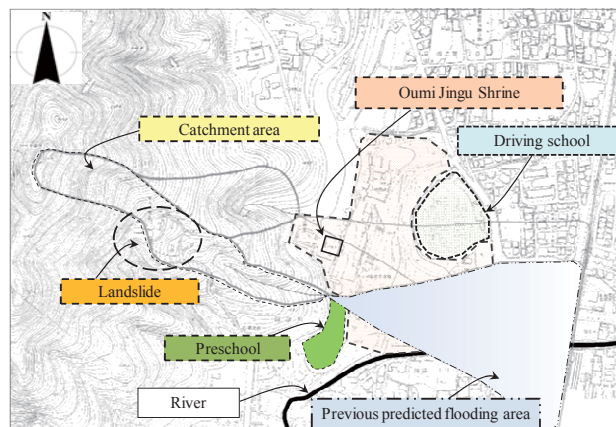 N
Oumi Jingu Shrine
Catchment area
Driving school
Landslide
Preschool
River
Previous predicted flooding area